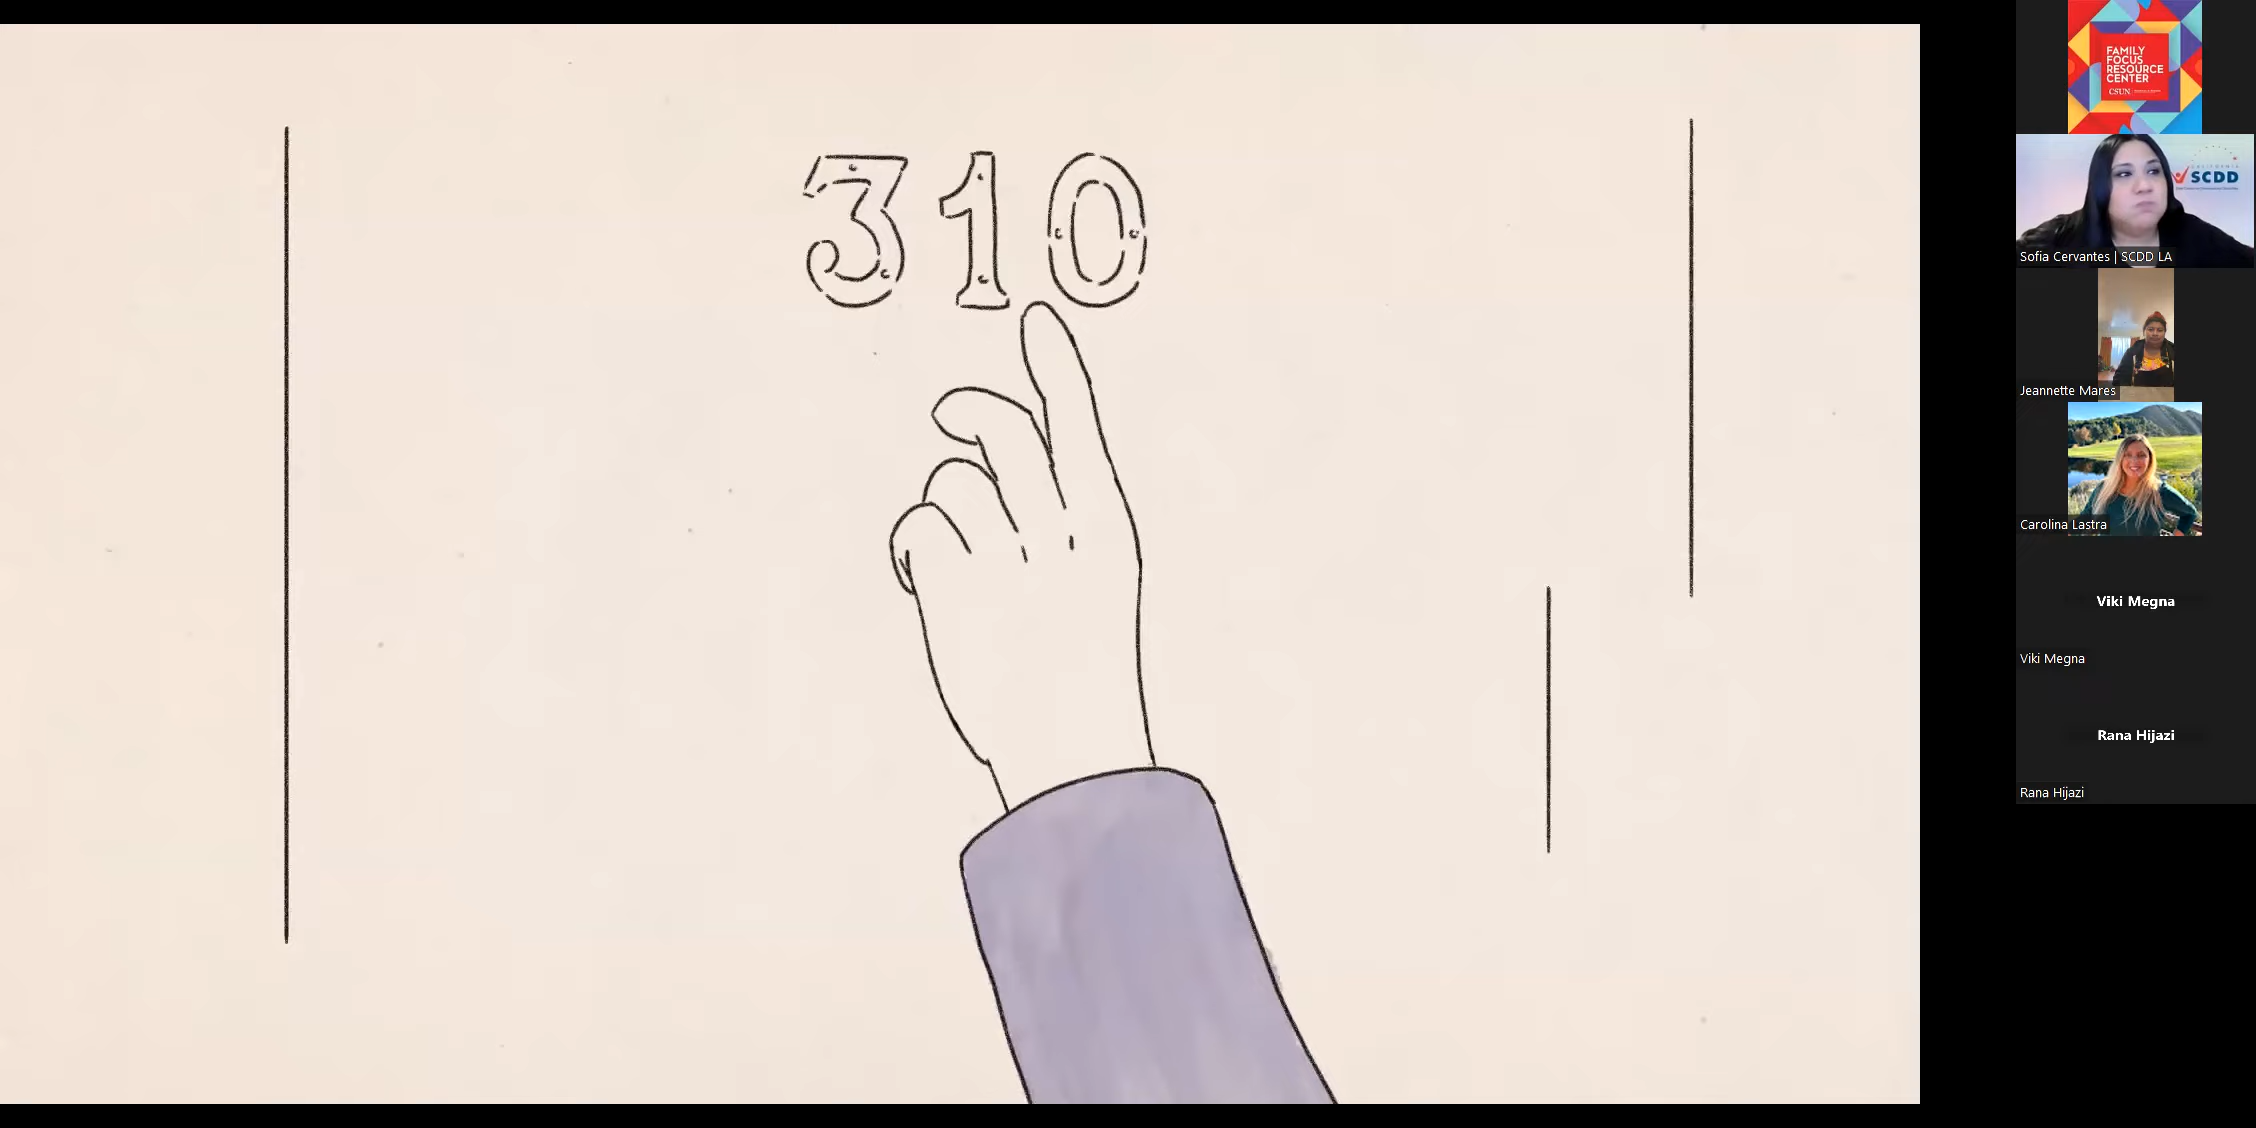 310
FAMILY
FOCUS
RESOURCE
CENTER
CSUN
CALIFORNIA
SCDD
Sofia Cervantes | SCDD LA
Jeannette Mares
Carolina Lastra
Viki Megna
Viki Megna
Rana Hijazi
Rana Hijazi